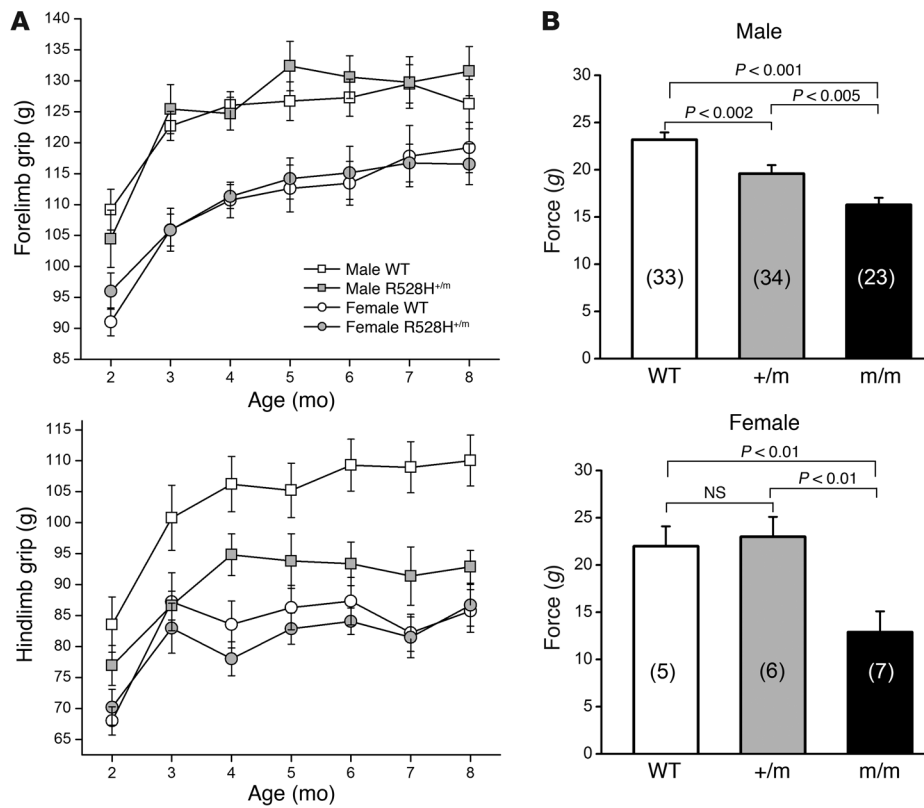 A
140
135
130
125
120
115
110
105
100
95
90
85
Forelimb grip (g)
Male WT
Male R528H+/m
Female WT
Female R528H+/m
2 3 4 5 6 7 8
Age (mo)
115
110
105
100
95
90
85
80
75
70
65
Hindlimb grip (g)
2 3 4 5 6 7 8
Age (mo)
B
Male
P < 0.001
P < 0.005
P < 0.002
30
25
20
15
10
5
0
Force (g)
(33) (34) (23)
WT +/m m/m
Female
P < 0.01
NS P < 0.01
30
25
20
15
10
5
0
Force (g)
(5) (6) (7)
WT +/m m/m